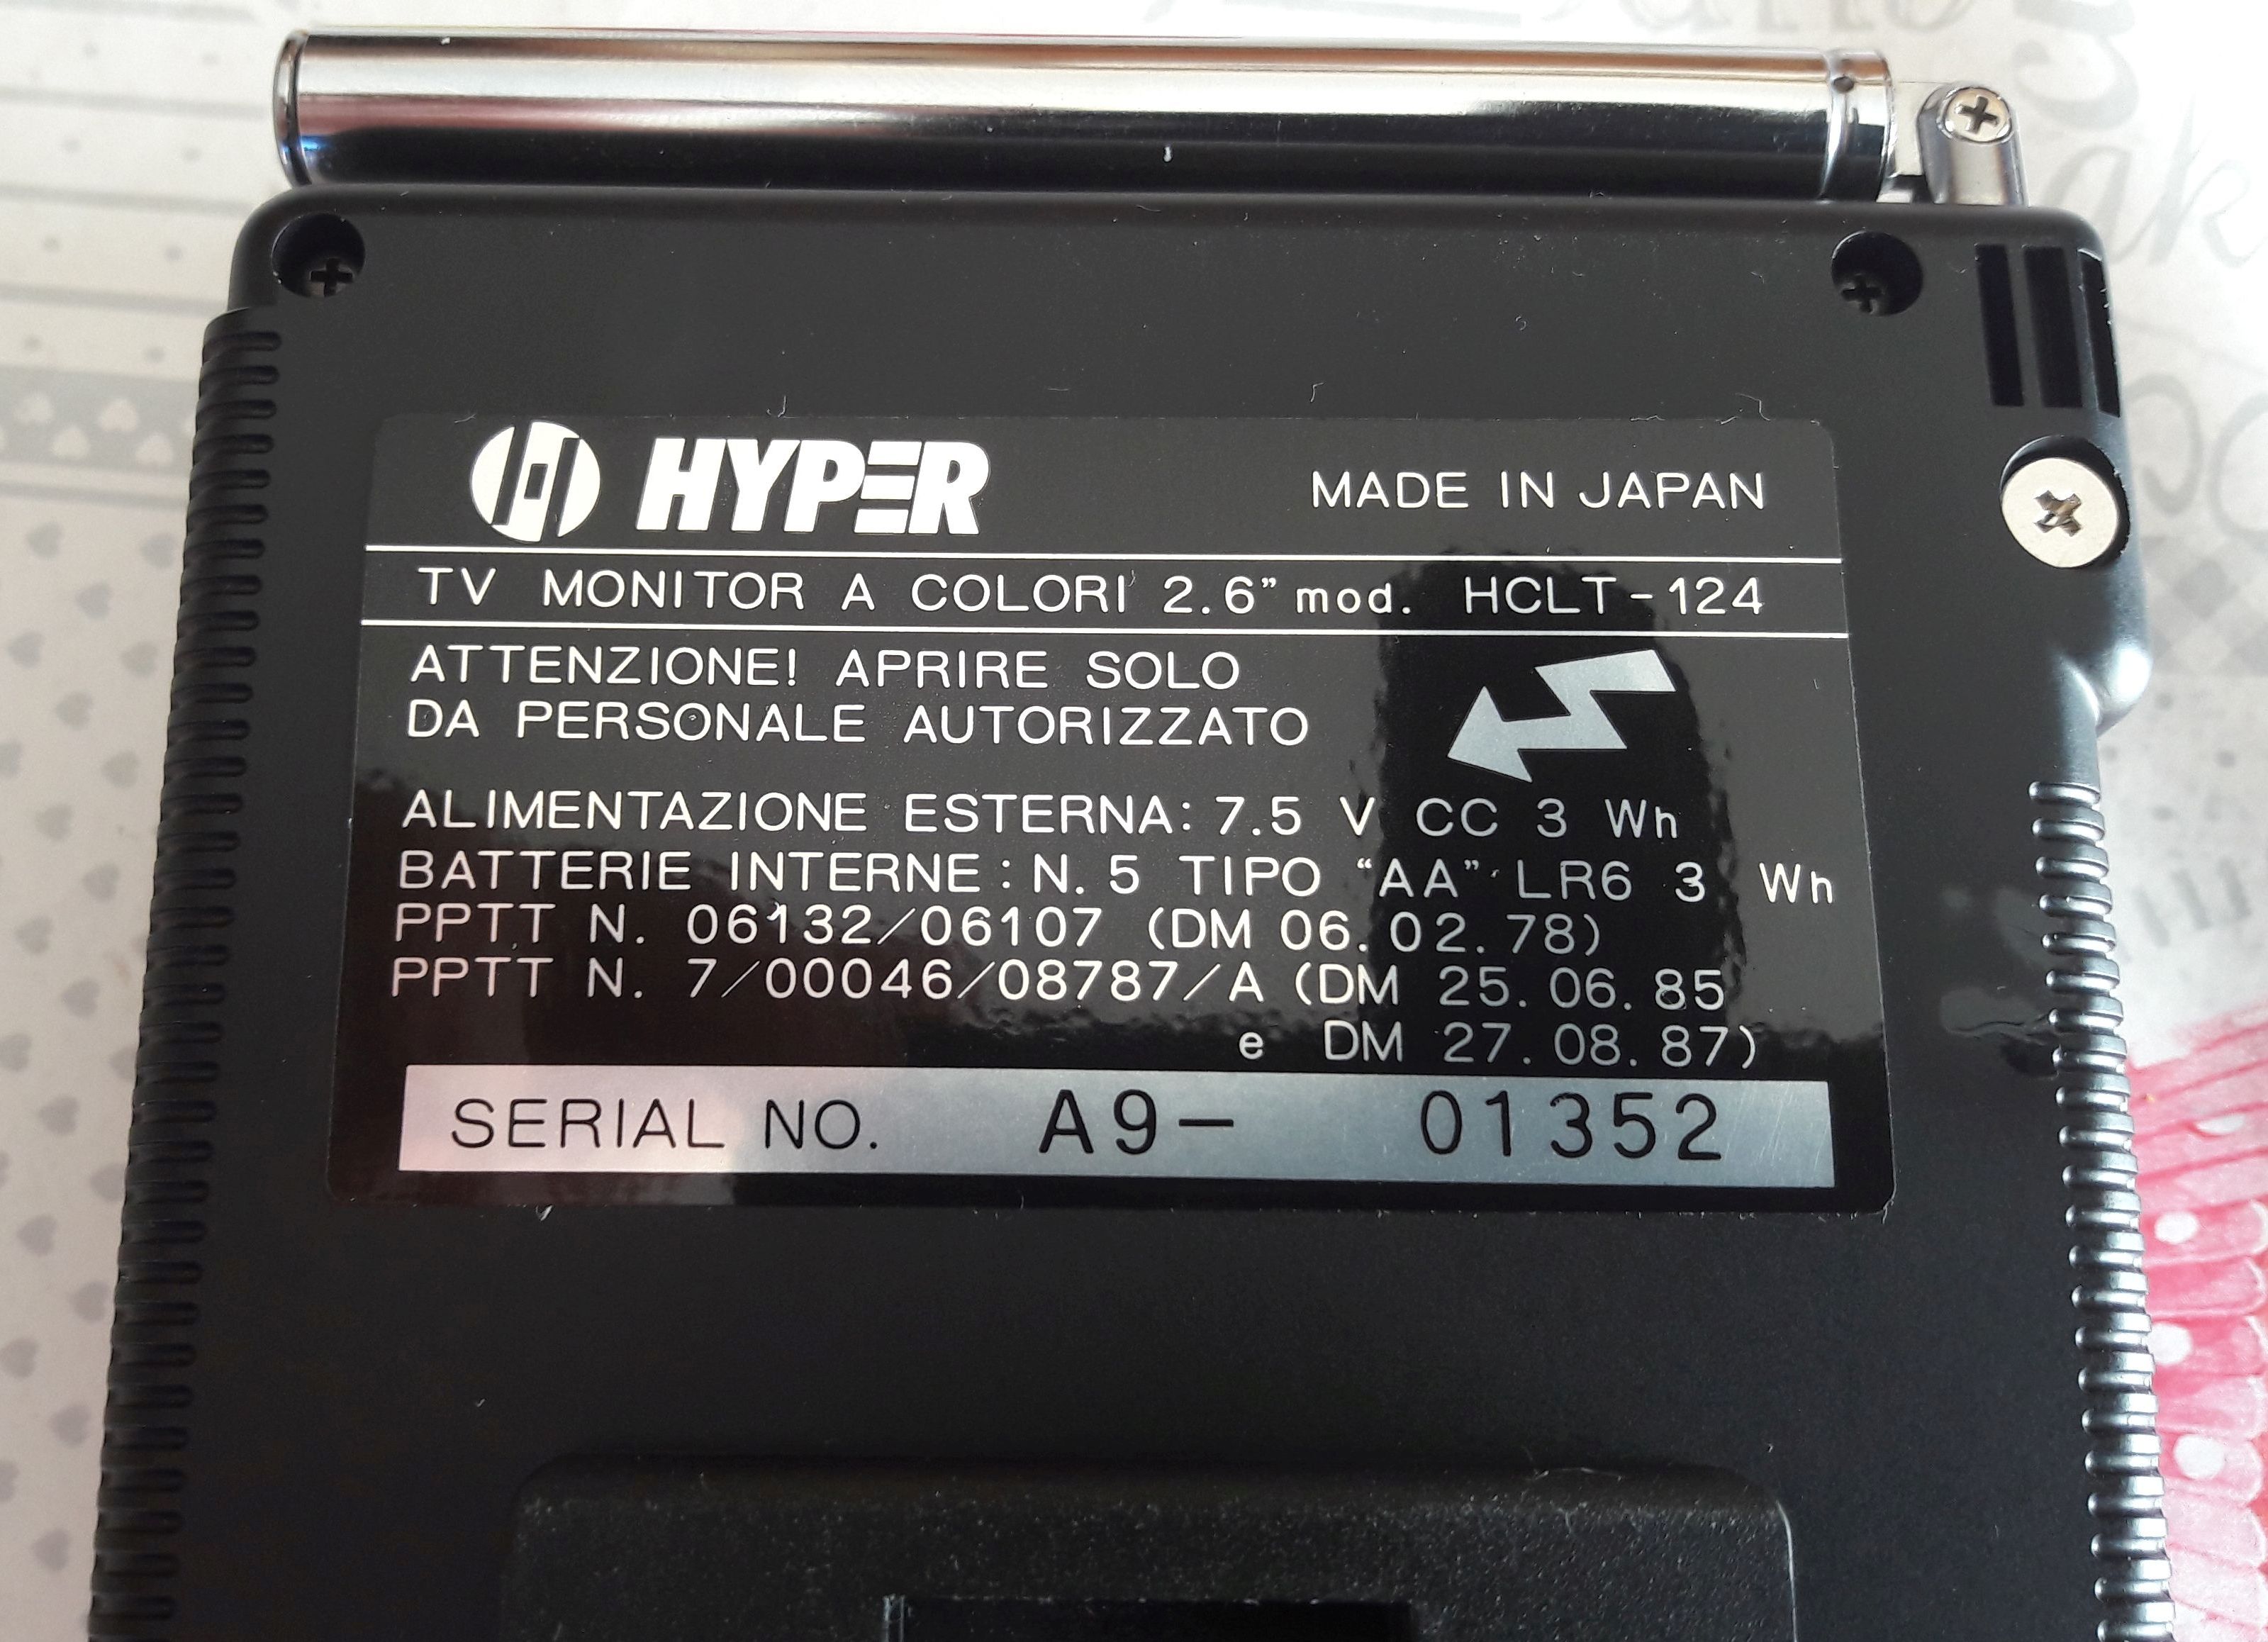 HYPER MADE IN JAPAN
TV MONITOR A COLORI 2.6" mod. HCLT-124
ATTENZIONE! APRIRE SOLO
DA PERSONALE AUTORIZZATO
ALIMENTAZIONE ESTERNA: 7.5 V CC 3 Wh
BATTERIE INTERNE: N. 5 TIPO “AA” LR6 3 Wh
PPTT N. 06132/06107 (DM 06.02.78)
PPTT N. 7/00046/08787/A (DM 25.06.85
e DM 27.08.87)
SERIAL NO. A9- 01352